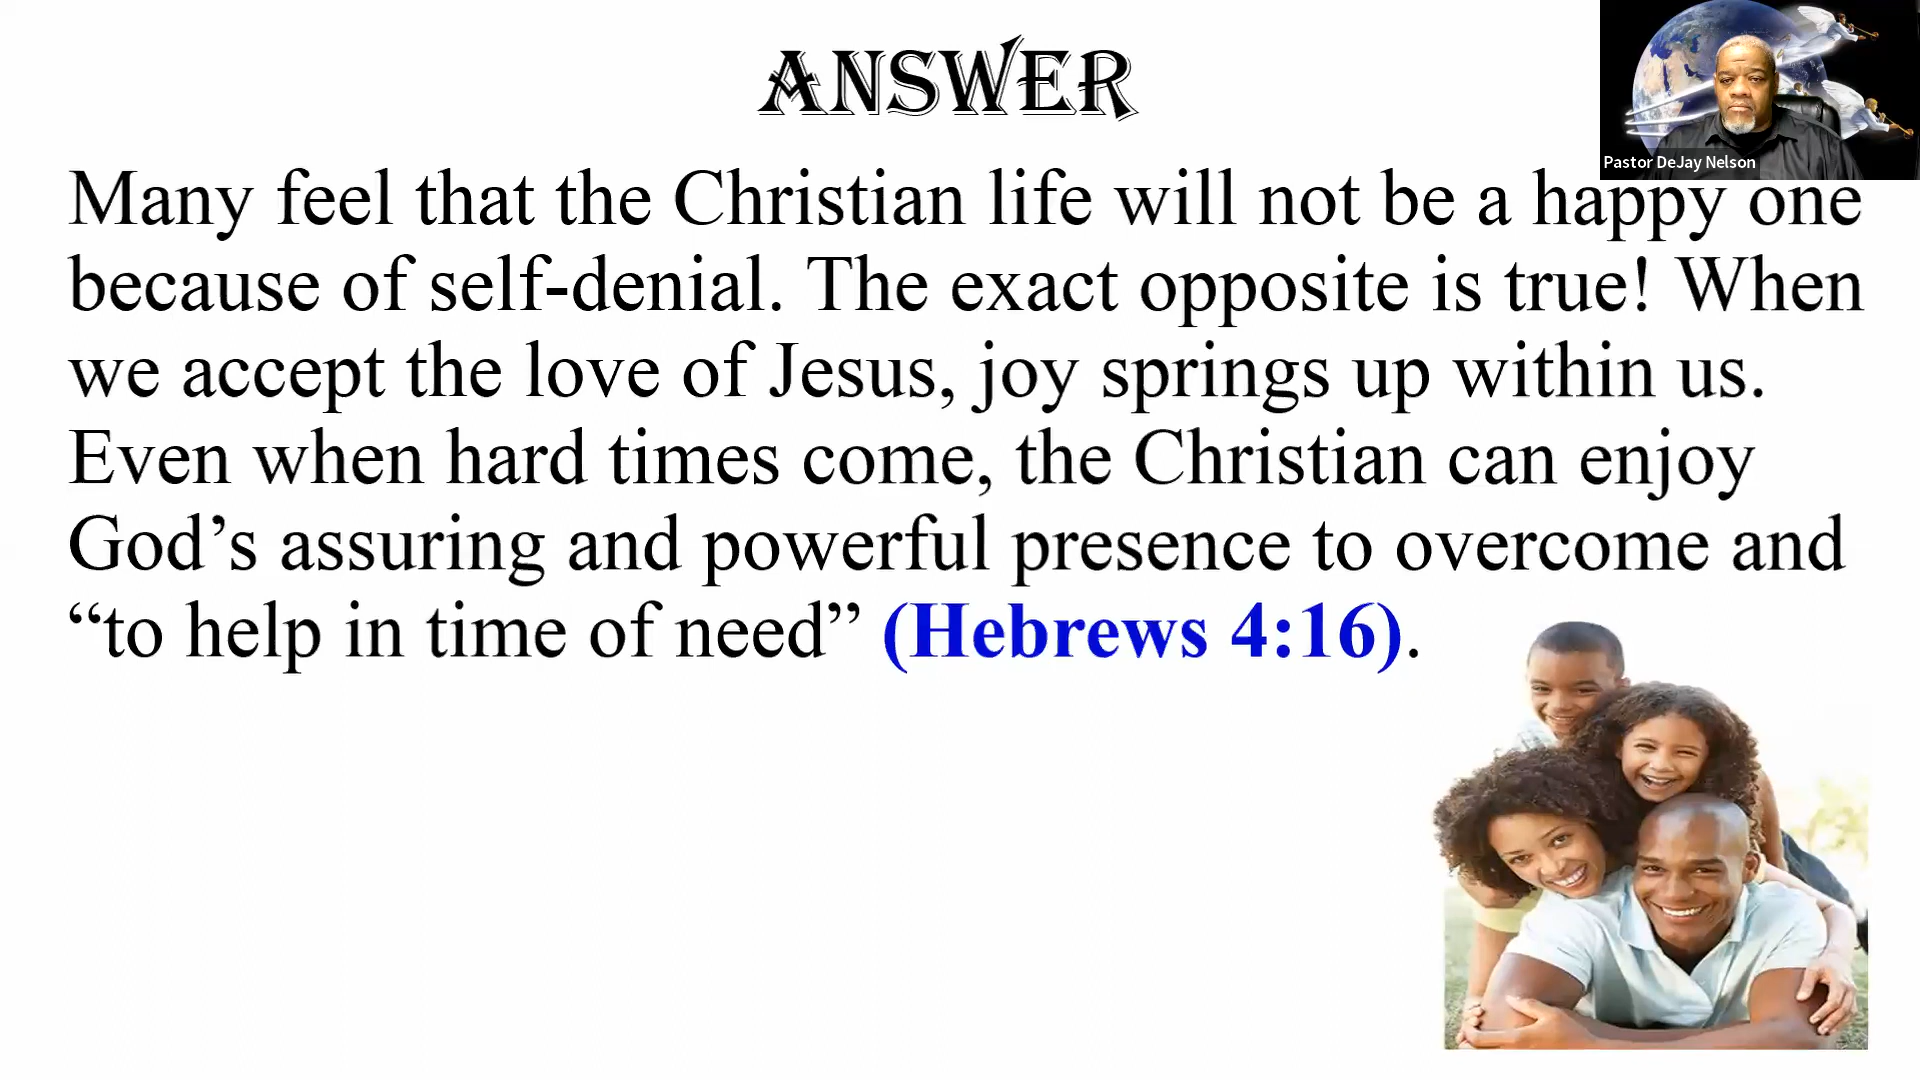 ANSWER
Pastor DeJay Nelson
Many feel that the Christian life will not be a happy one
because of self-denial. The exact opposite is true! When
we accept the love of Jesus, joy springs up within us.
Even when hard times come, the Christian can enjoy
God’s assuring and powerful presence to overcome and
“to help in time of need” (Hebrews 4:16).